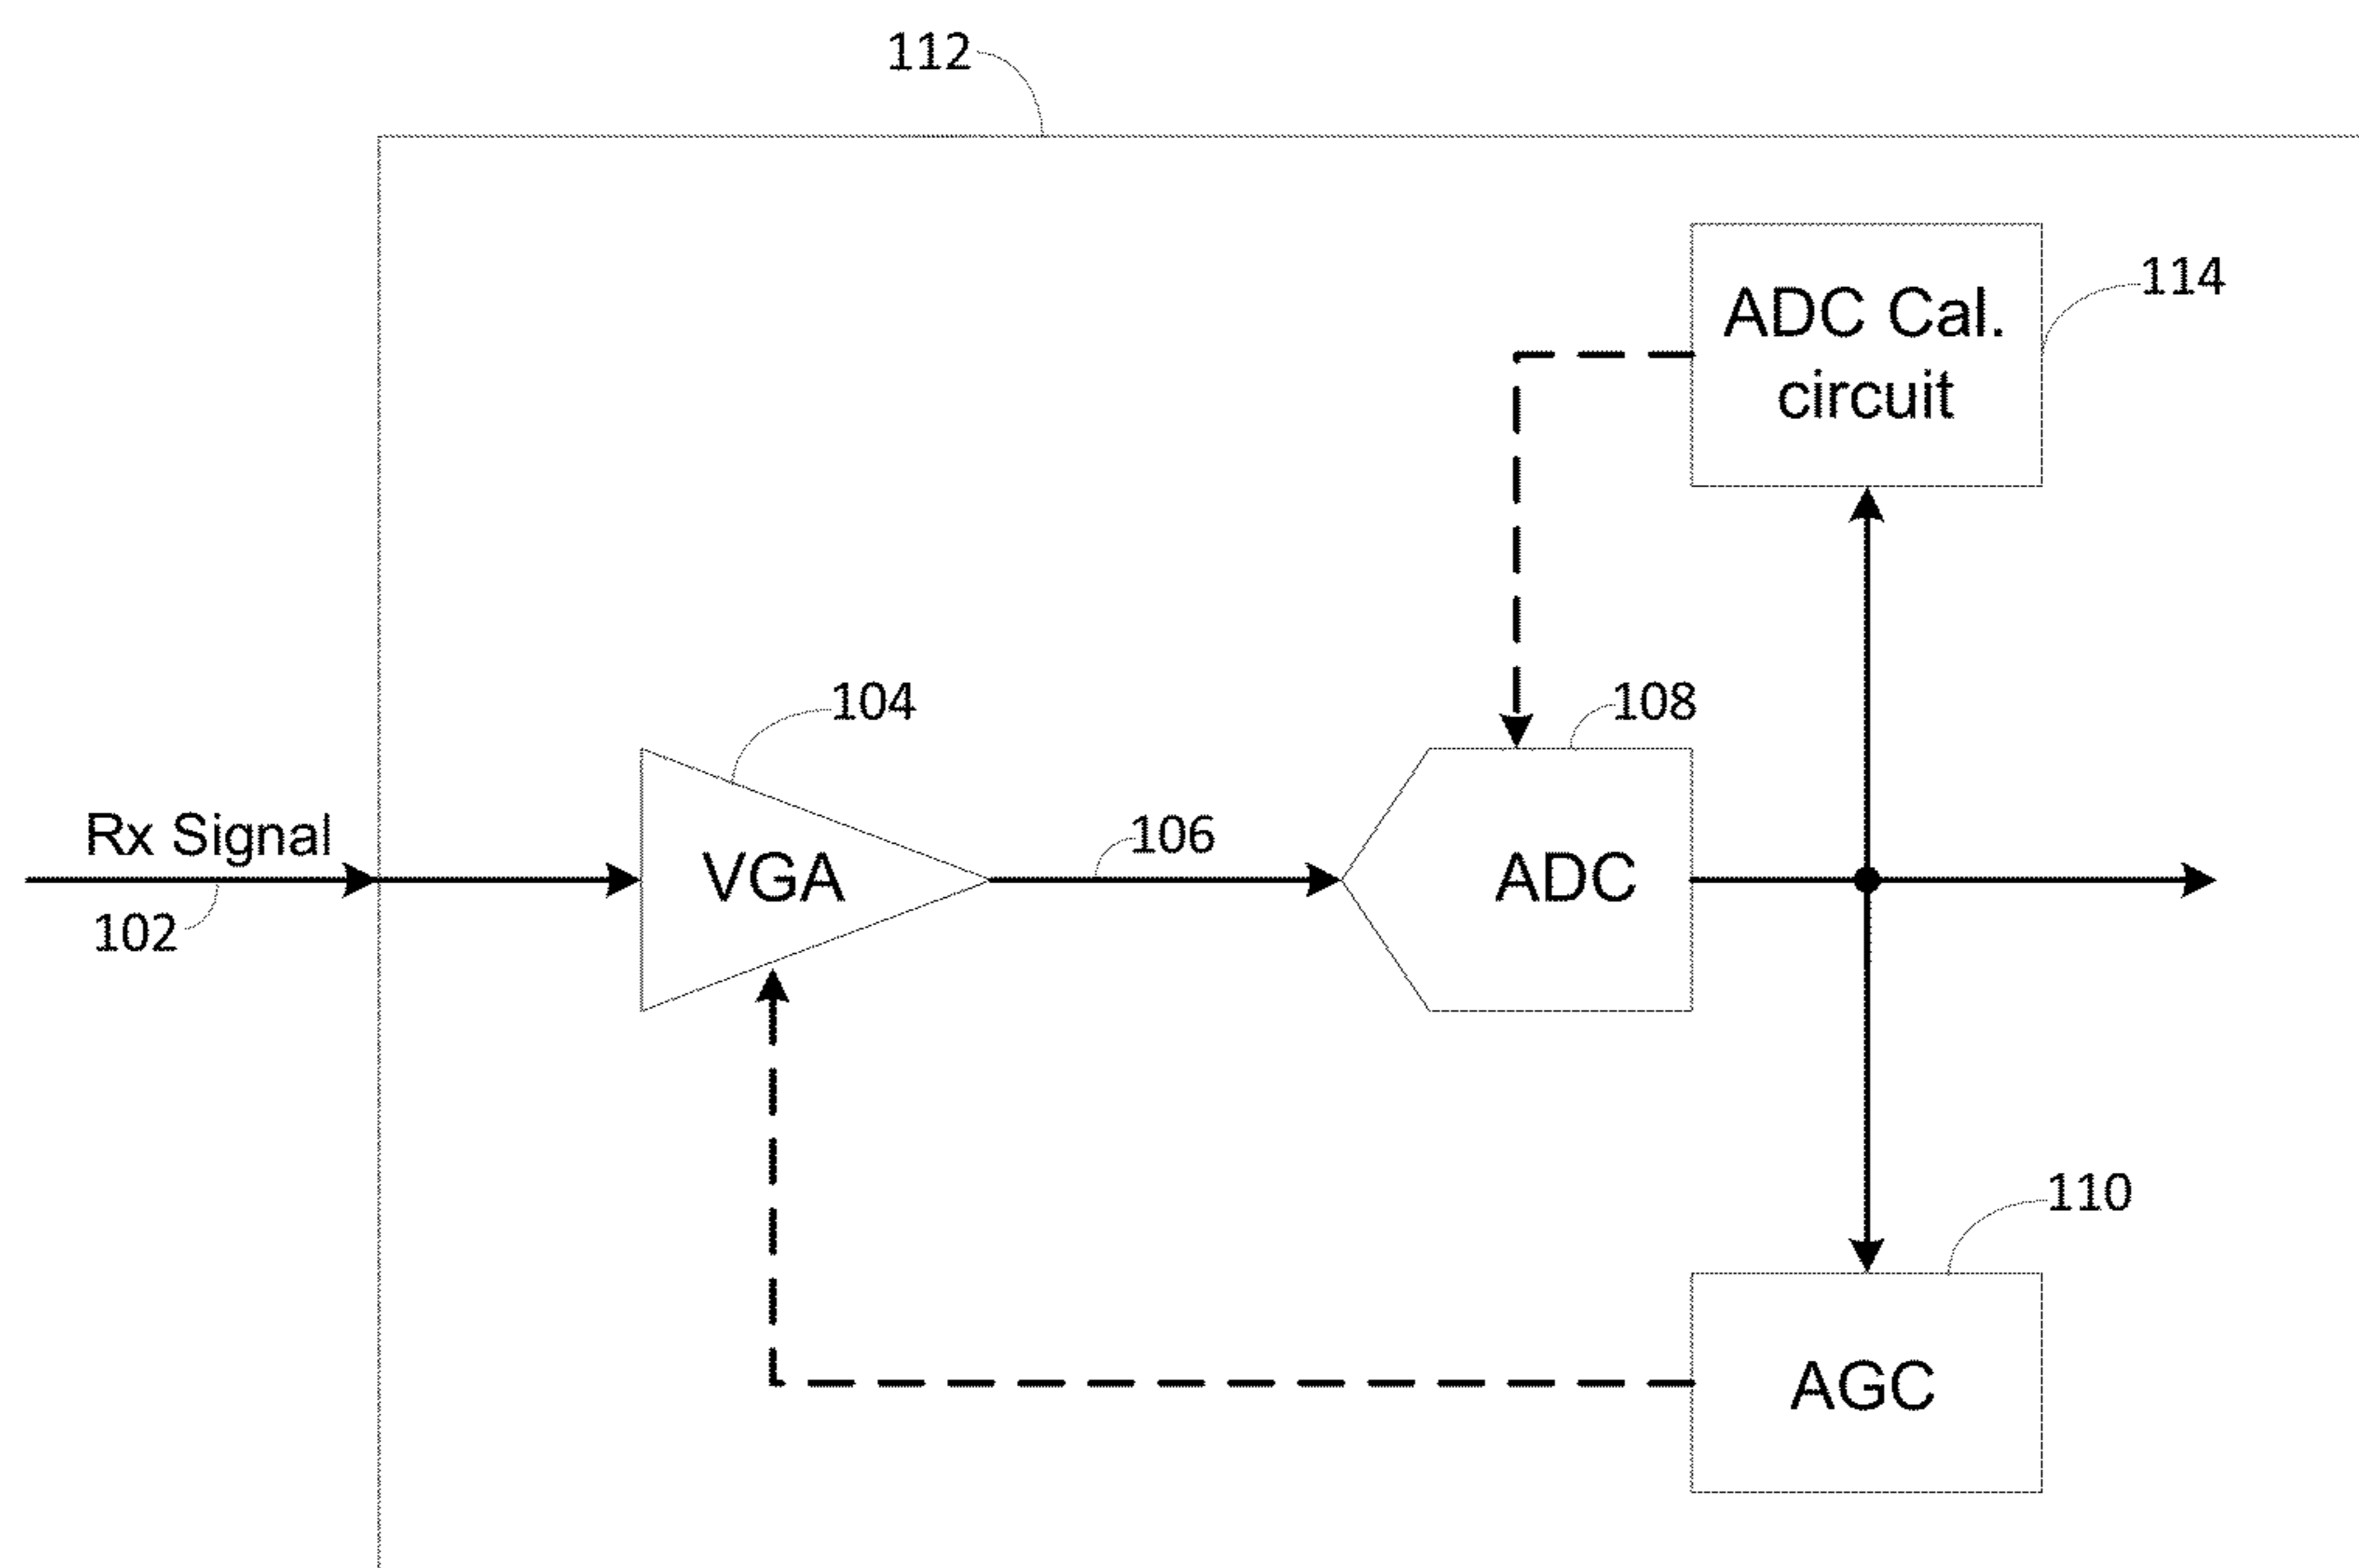 112
114
ADC Cal.
circuit
104
108
Rx Signal
106
VGA
ADC
102
110
AGC